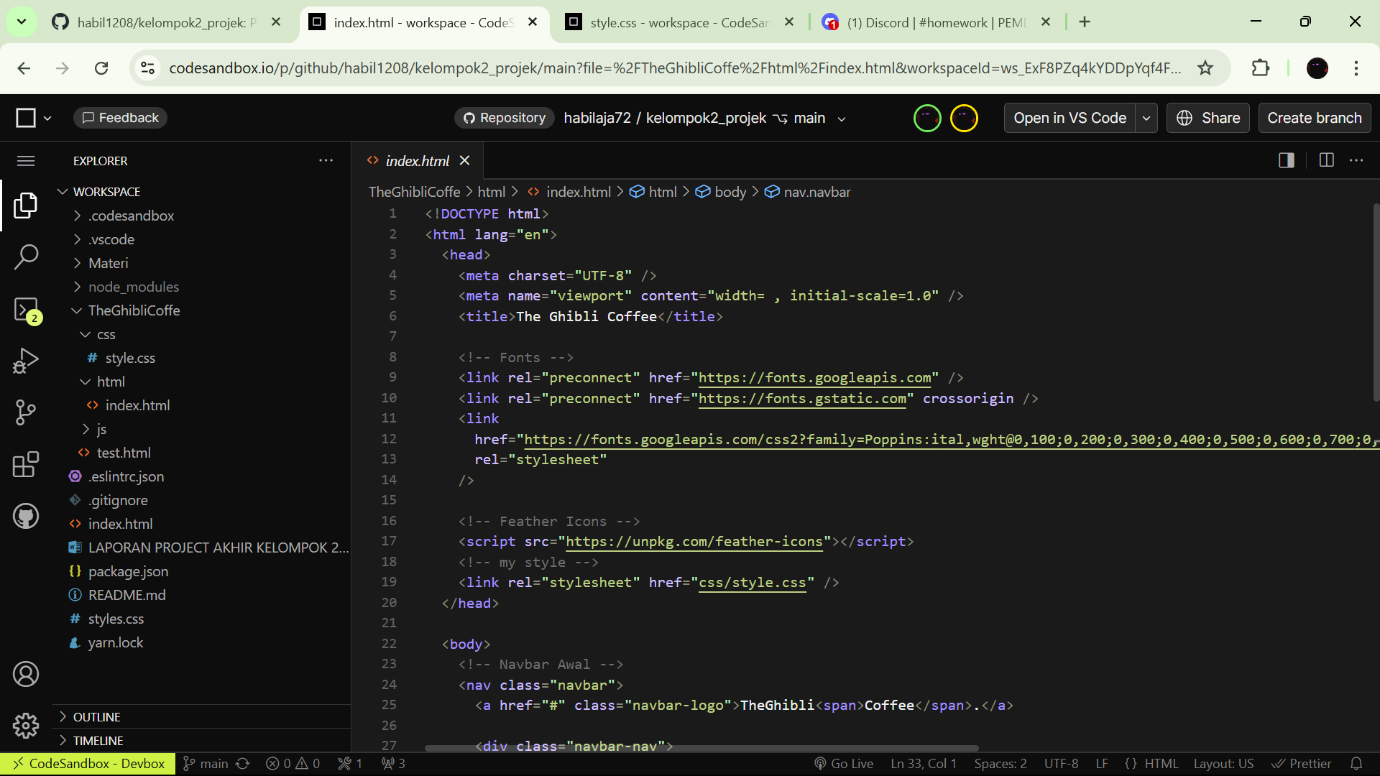 habil1208/kelompok2_projek: P
index.html - workspace - CodeS
style.css - workspace - CodeSan
(1) Discord | #homework | PEM
codesandbox.io/p/github/habil1208/kelompok2_projek/main?file=%2FTheGhibliCoffe%2Fhtml%2Findex.html&workspaceId=ws_ExF8PZq4kYDDpYqf4F...
Feedback
Repository
habilaja72 / kelompok2_projek main
Open in VS Code
Share
Create branch
EXPLORER
index.html
WORKSPACE
.codesandbox
.vscode
Materi
node_modules
TheGhibliCoffe
css
style.css
html
index.html
js
test.html
.eslintrc.json
.gitignore
index.html
LAPORAN PROJECT AKHIR KELOMPOK 2...
package.json
README.md
styles.css
yarn.lock
OUTLINE
TIMELINE
2
TheGhibliCoffe > html > index.html > html > body > nav.navbar
1 <!DOCTYPE html>
2 <html lang="en">
3 <head>
4 <meta charset="UTF-8" />
5 <meta name="viewport" content="width= , initial-scale=1.0" />
6 <title>The Ghibli Coffee</title>
7
8 <!-- Fonts -->
9 <link rel="preconnect" href="https://fonts.googleapis.com" />
10 <link rel="preconnect" href="https://fonts.gstatic.com" crossorigin />
11 <link
12 href="https://fonts.googleapis.com/css2?family=Poppins:ital,wght@0,100;0,200;0,300;0,400;0,500;0,600;0,700;0,
13 rel="stylesheet"
14 />
15
16 <!-- Feather Icons -->
17 <script src="https://unpkg.com/feather-icons"></script>
18 <!-- my style -->
19 <link rel="stylesheet" href="css/style.css" />
20 </head>
21
22 <body>
23 <!-- Navbar Awal -->
24 <nav class="navbar">
25 <a href="#" class="navbar-logo">TheGhibli<span>Coffee</span>.</a>
26
27 <div class="navbar-nav">
CodeSandbox - Devbox
main
0 0
1
3
Go Live
Ln 33, Col 1
Spaces: 2
UTF-8
LF
{} HTML
Layout: US
Prettier